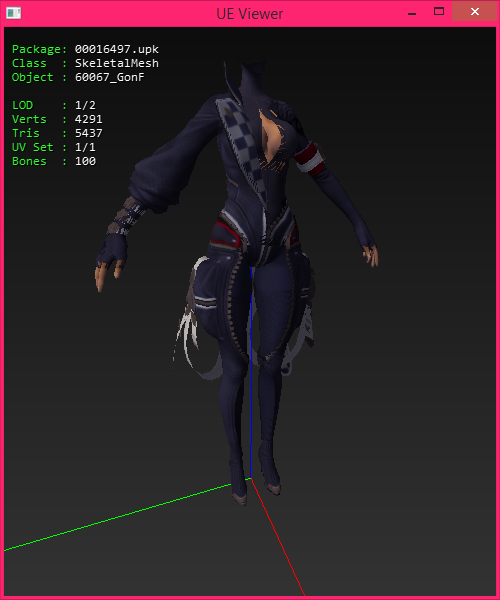 UE Viewer
Package: 00016497.upk
Class : SkeletalMesh
Object : 60067_GonF
LOD : 1/2
Verts : 4291
Tris : 5437
UV Set : 1/1
Bones : 100